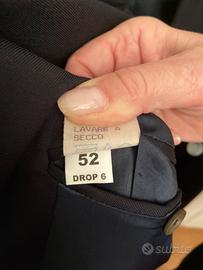 LAVARE A
SECCO
52
DROP 6
subito